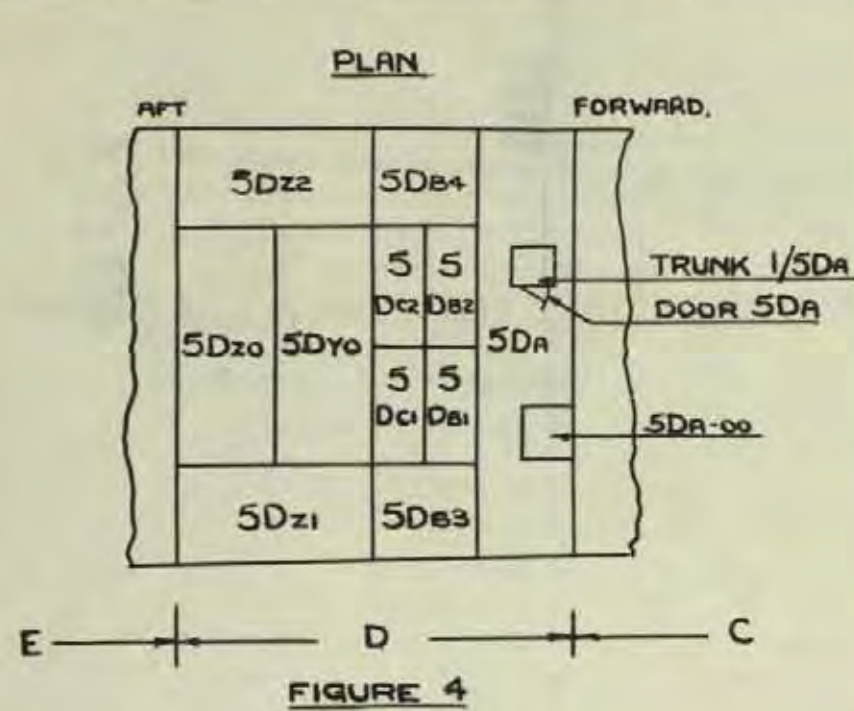 PLAN
AFT
FORWARD.
5DZ2
5DB4
5
DC2
5
DB2
TRUNK 1/5DA
DOOR 5DA
5DZ0
5DY0
5DA
5
DC1
5
DB1
5DA-00
5DZ1
5DB3
E
D
C
FIGURE 4